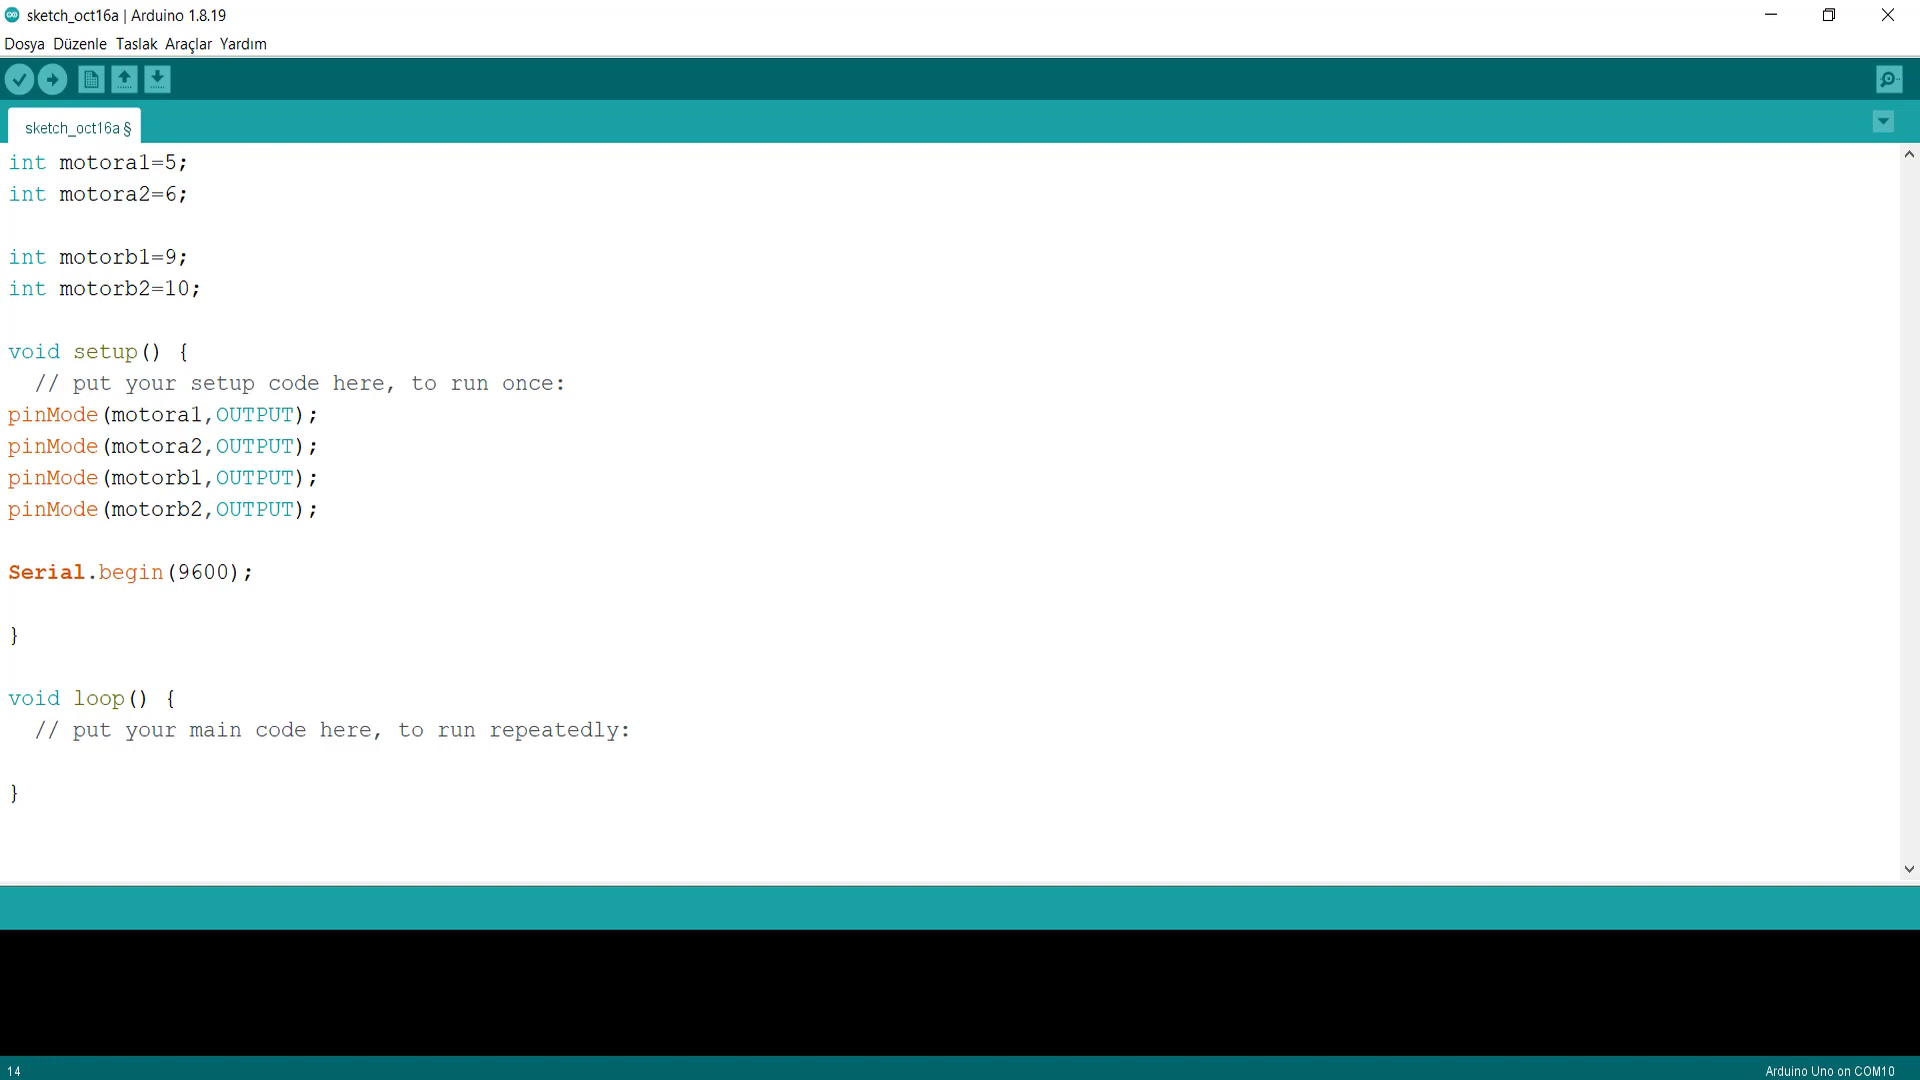 sketch_oct16a | Arduino 1.8.19
Dosya Düzenle Taslak Araçlar Yardım
sketch_oct16a §
int motora1=5;
int motora2=6;
int motorb1=9;
int motorb2=10;
void setup() {
// put your setup code here, to run once:
pinMode(motora1,OUTPUT);
pinMode(motora2,OUTPUT);
pinMode(motorb1,OUTPUT);
pinMode(motorb2,OUTPUT);
Serial.begin(9600);
}
void loop() {
// put your main code here, to run repeatedly:
}
14
Arduino Uno on COM10